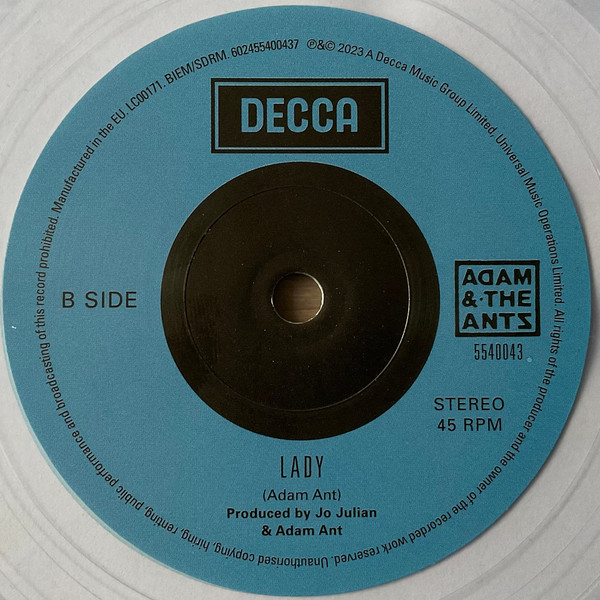 Unauthorised copying, hiring, renting, public performance and broadcasting of this record prohibited. Manufactured in the EU. LC00171. BIEM/SDRM. 602455400437 ℗&© 2023 A Decca Music Group Limited, Universal Music Operations Limited. All rights of the producer and the owner of the recorded work reserved.
DECCA
B SIDE
ADAM
&·THE
ANTZ
5540043
STEREO
45 RPM
LADY
(Adam Ant)
Produced by Jo Julian
& Adam Ant